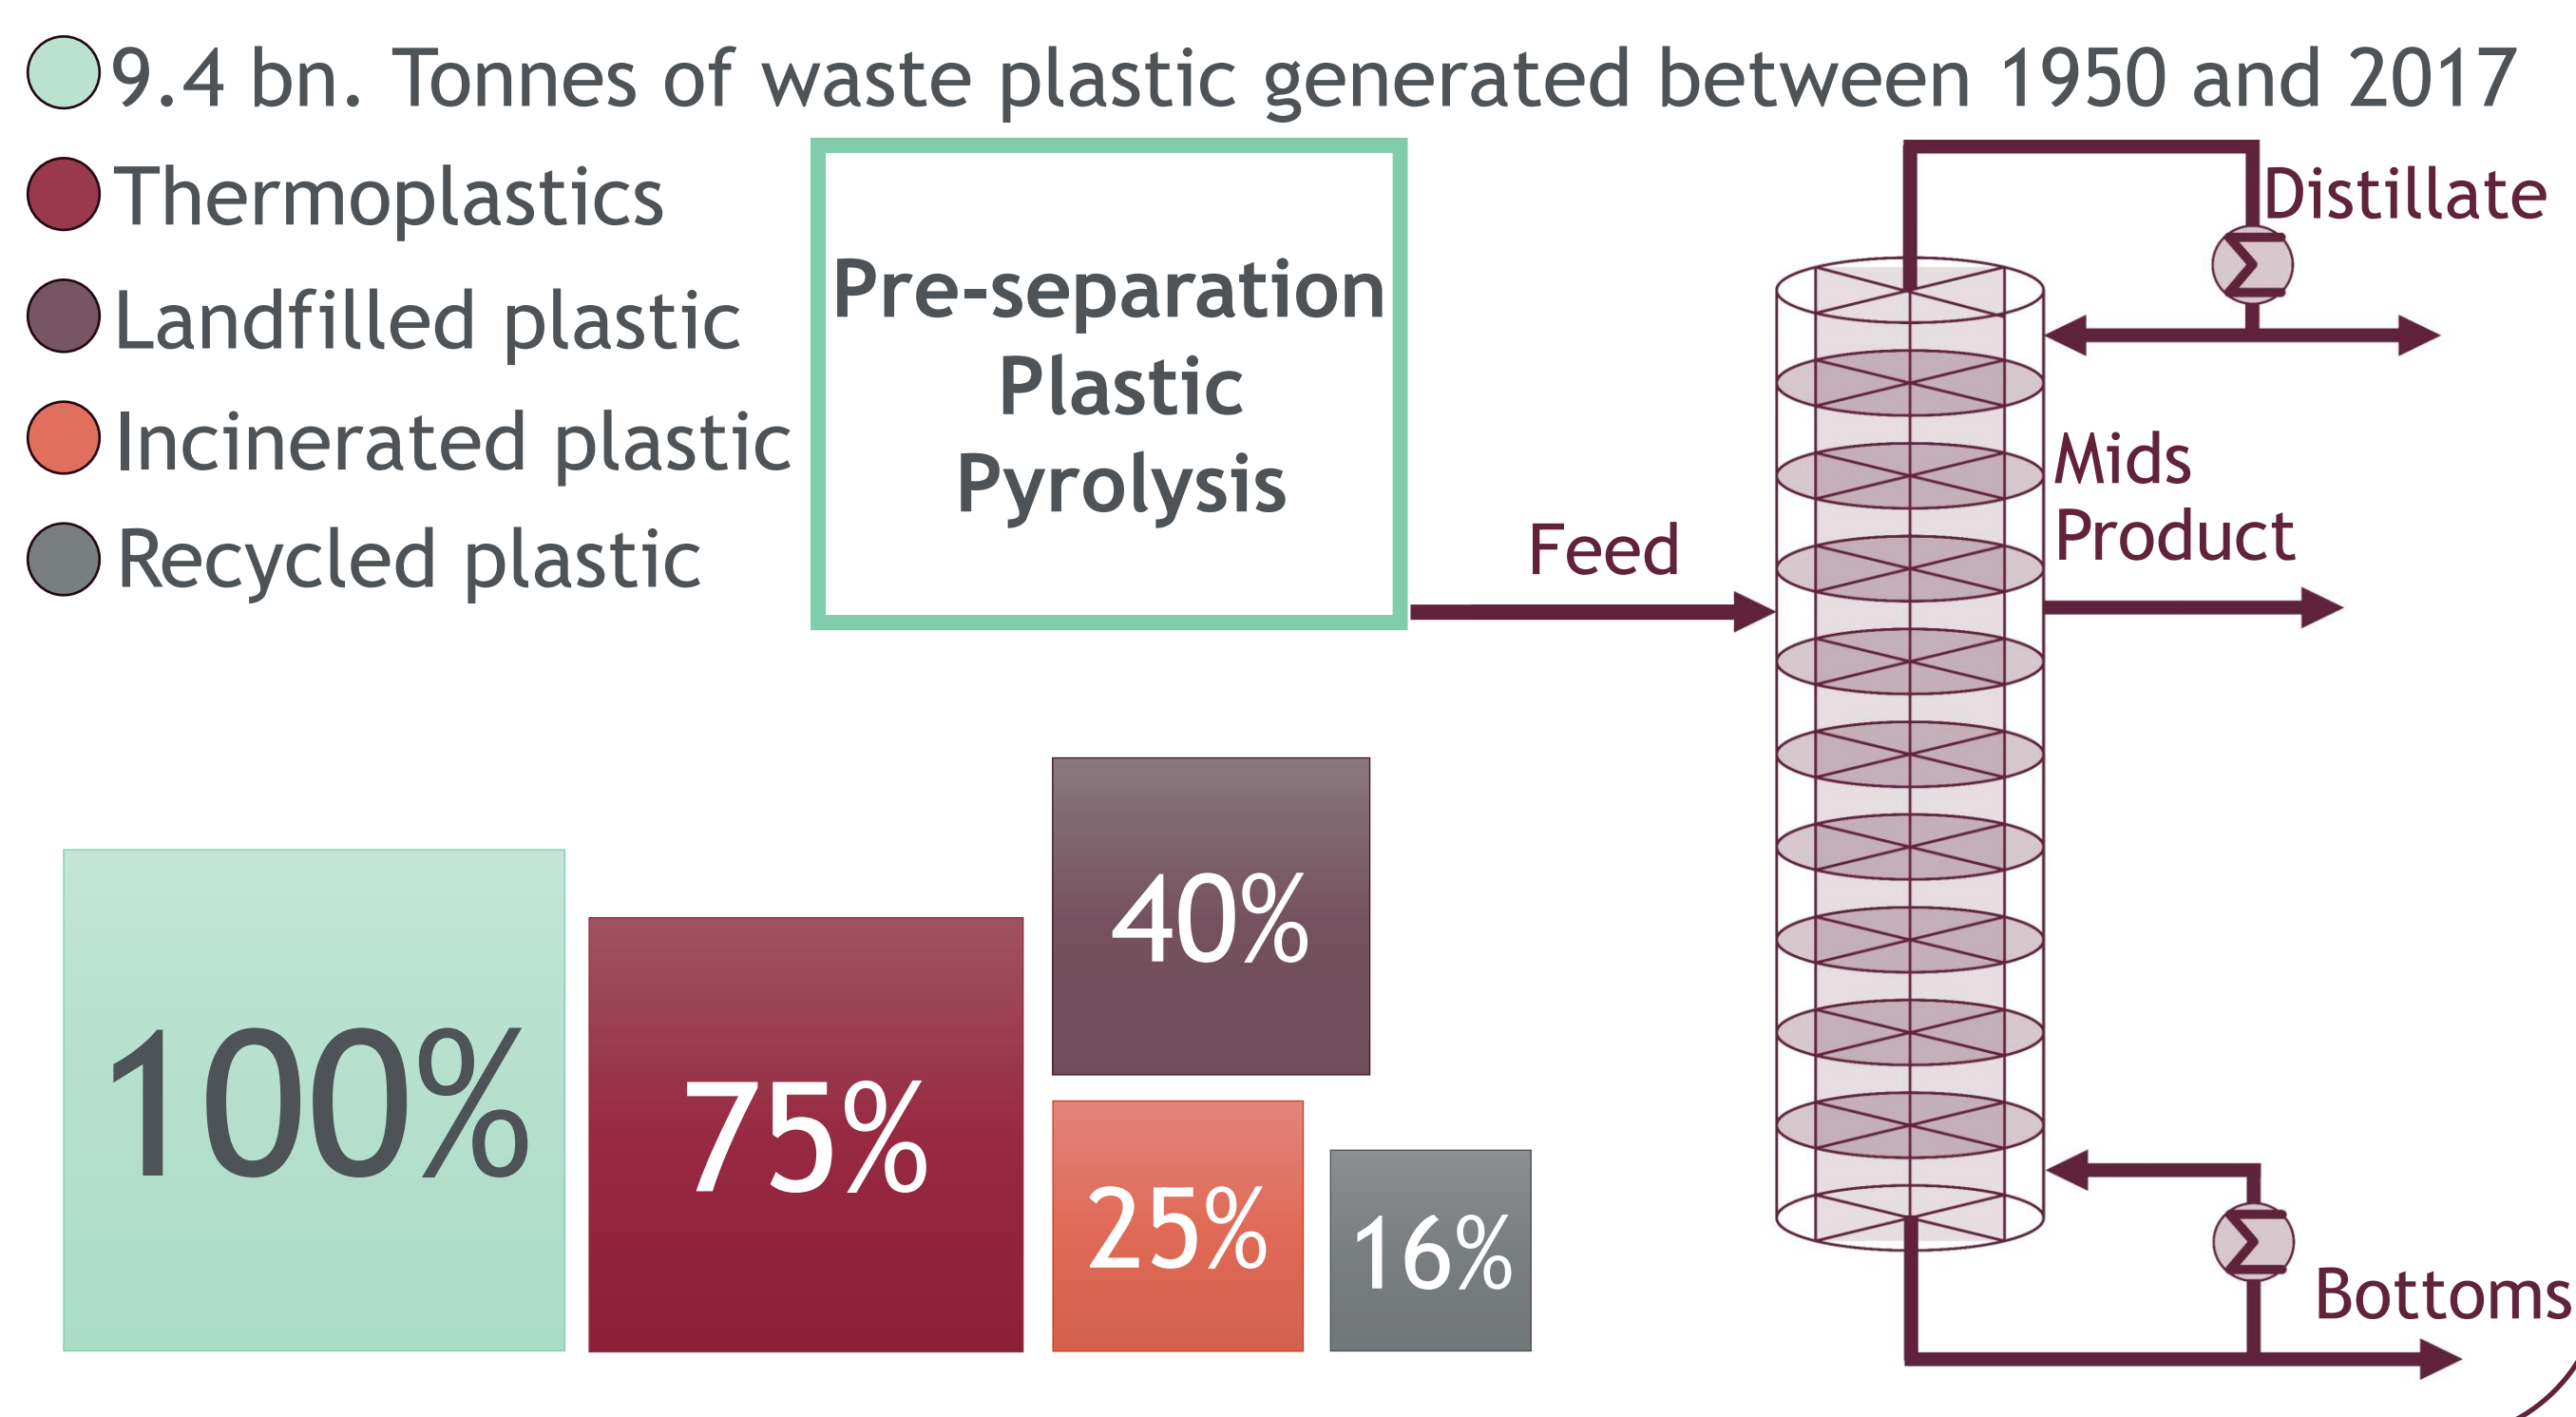 9.4 bn. Tonnes of waste plastic generated between 1950 and 2017
Thermoplastics
Landfilled plastic
Incinerated plastic
Recycled plastic
Pre-separation
Plastic
Pyrolysis
Feed
Distillate
Mids
Product
Bottoms
100%
75%
40%
25%
16%